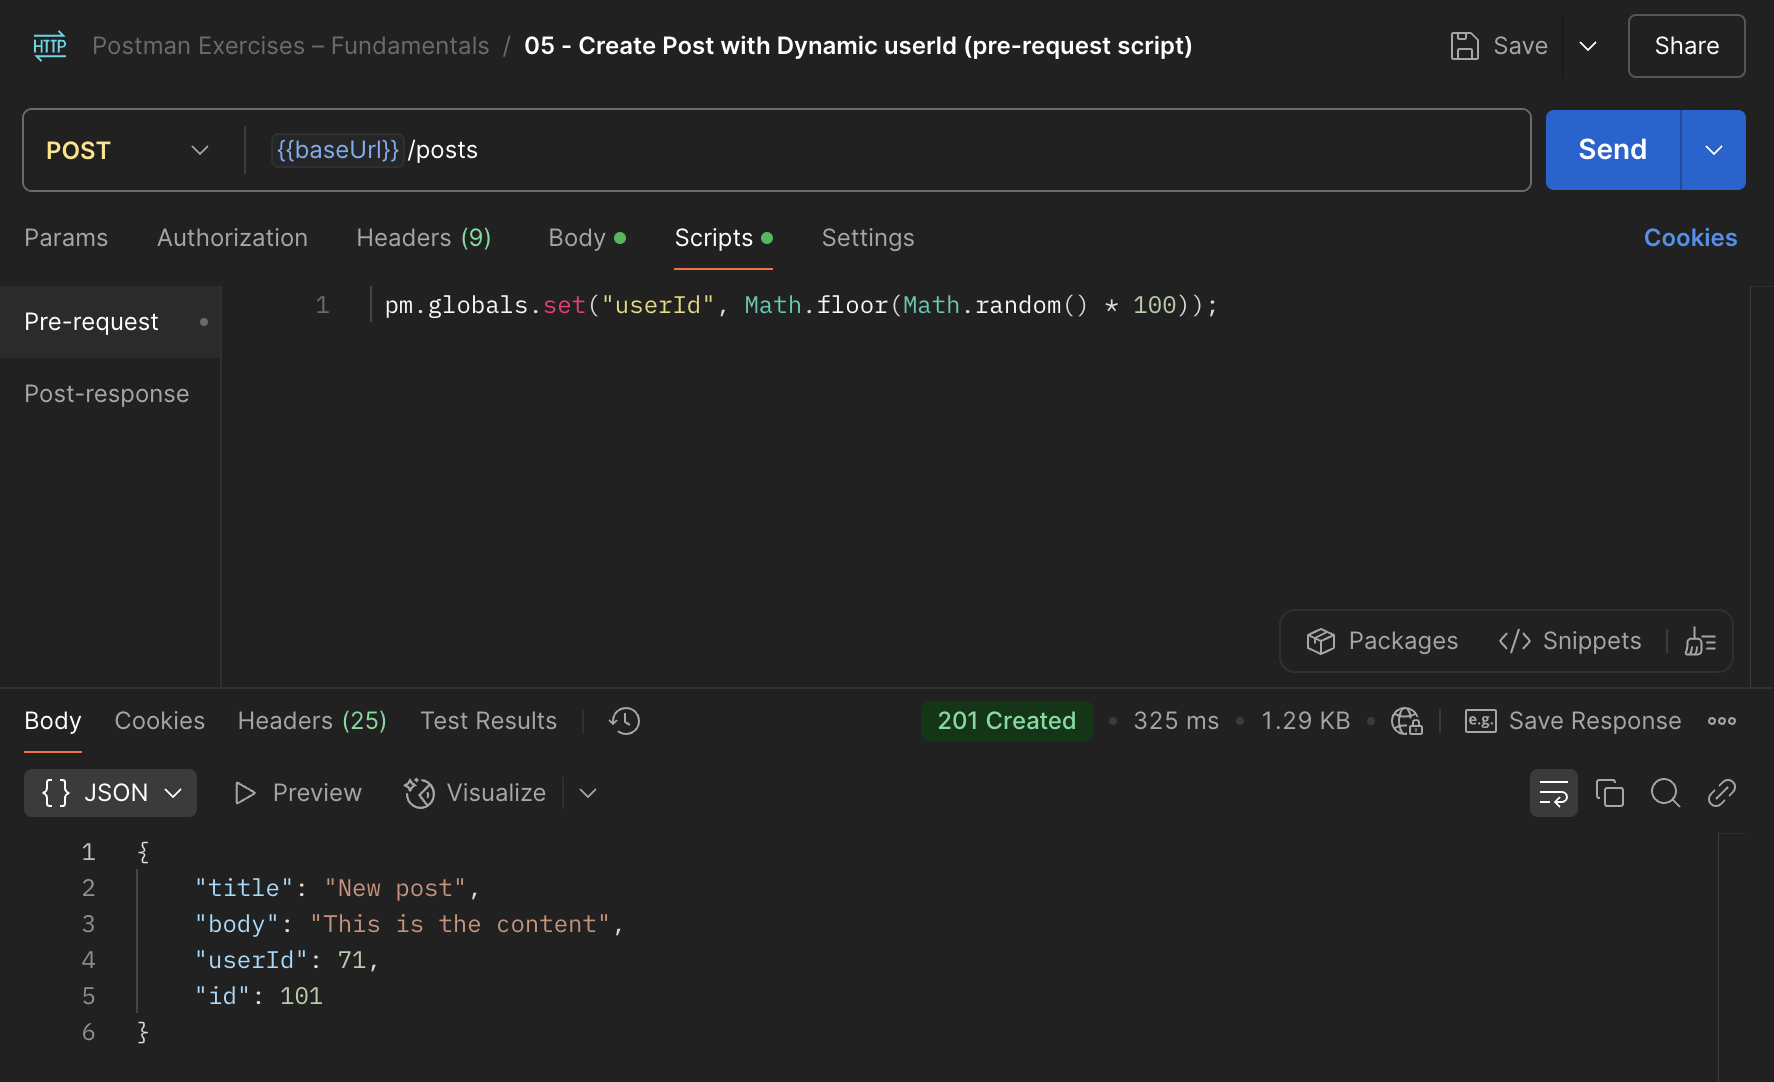 HTTP Postman Exercises – Fundamentals / 05 - Create Post with Dynamic userId (pre-request script) Save Share
POST {{baseUrl}}/posts Send
Params Authorization Headers (9) Body Scripts Settings Cookies
Pre-request
Post-response
1 pm.globals.set("userId", Math.floor(Math.random() * 100));
Packages </> Snippets
Body Cookies Headers (25) Test Results 201 Created • 325 ms • 1.29 KB • e.g. Save Response
{} JSON Preview Visualize
1 {
2 "title": "New post",
3 "body": "This is the content",
4 "userId": 71,
5 "id": 101
6 }